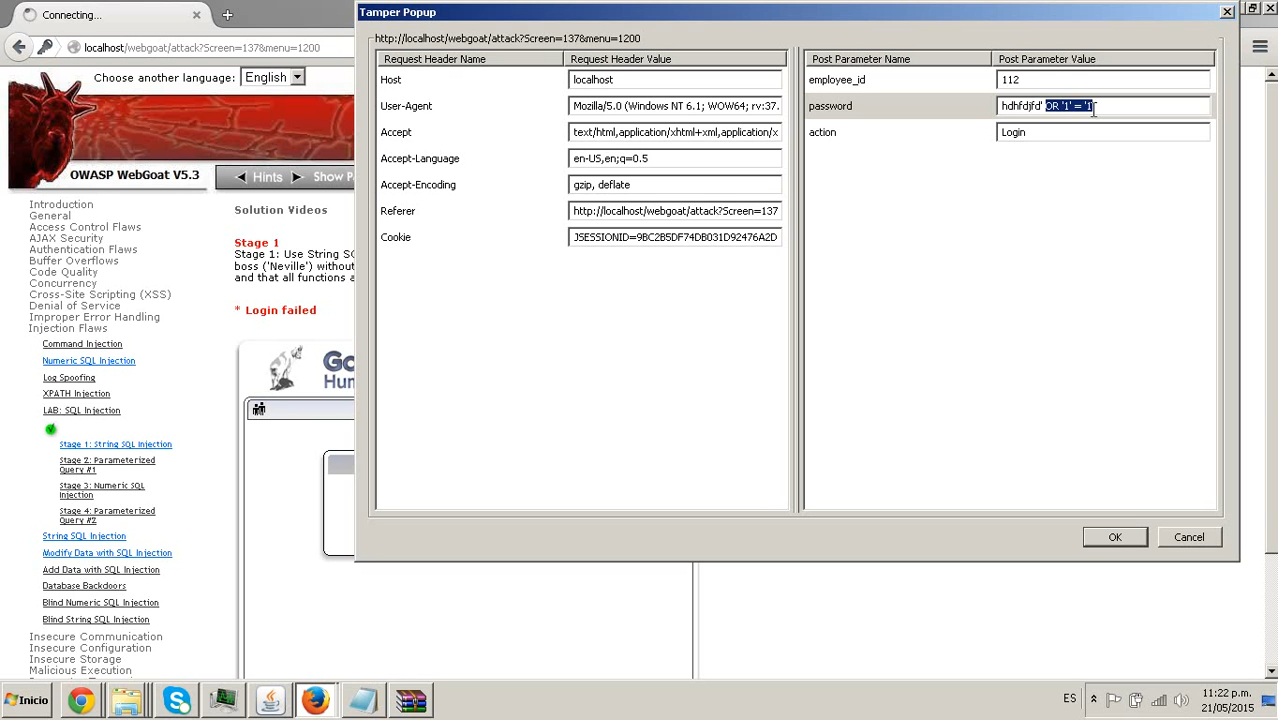 Connecting...
Tamper Popup
localhost/webgoat/attack?Screen=137&menu=1200
http://localhost/webgoat/attack?Screen=137&menu=1200
Choose another language: English
Request Header Name Request Header Value
Post Parameter Name Post Parameter Value
Host localhost
employee_id 112
User-Agent Mozilla/5.0 (Windows NT 6.1; WOW64; rv:37.
password hdhfdjfd' OR '1' = '1
Accept text/html,application/xhtml+xml,application/x
action Login
Accept-Language en-US,en;q=0.5
Accept-Encoding gzip, deflate
Referer http://localhost/webgoat/attack?Screen=137
Cookie JSESSIONID=9BC2B5DF74DB031D92476A2D
OWASP WebGoat V5.3
Hints Show P
Introduction
General
Access Control Flaws
AJAX Security
Authentication Flaws
Buffer Overflows
Code Quality
Concurrency
Cross-Site Scripting (XSS)
Denial of Service
Improper Error Handling
Injection Flaws
Command Injection
Numeric SQL Injection
Log Spoofing
XPATH Injection
LAB: SQL Injection
Stage 1: String SQL Injection
Stage 2: Parameterized
Query #1
Stage 3: Numeric SQL
Injection
Stage 4: Parameterized
Query #2
String SQL Injection
Modify Data with SQL Injection
Add Data with SQL Injection
Database Backdoors
Blind Numeric SQL Injection
Blind String SQL Injection
Insecure Communication
Insecure Configuration
Insecure Storage
Malicious Execution
Solution Videos
Stage 1
Stage 1: Use String SQ
boss ('Neville') without
and that all functions a
* Login failed
Go
Hum
OK Cancel
Inicio
ES
11:22 p.m.
21/05/2015